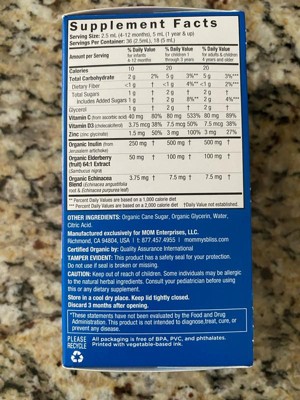 Supplement Facts
Serving Size: 2.5 mL (4-12 months), 5 mL (1 year & up)
Servings Per Container: 36 (2.5mL), 18 (5 mL)
Amount per Serving % Daily Value for infants 4-12 months % Daily Value for children 1 through 3 years % Daily Value for adults & children 4 years and older
Calories 10 20 20
Total Carbohydrate 2 g 2% 5 g 3%** 5 g 3%***
Dietary Fiber <1 g † <1 g 4%** <1 g 2%***
Total Sugars 1 g † 2 g † 2 g †
Includes Added Sugars 1 g † 2 g 8%** 2 g 4%***
Glycerin 1 g † 2 g † 2 g †
Vitamin C (from ascorbic acid) 40 mg 80% 80 mg 533% 80 mg 89%
Vitamin D3 (cholecalciferol) 3.75 mcg 38% 7.5 mcg 50% 7.5 mcg 38%
Zinc (zinc glycinate) 1.5 mg 50% 3 mg 100% 3 mg 27%
Organic Inulin (from Jerusalem artichoke) 250 mg † 500 mg † 500 mg †
Organic Elderberry (fruit) 64:1 Extract Sambucus nigra 50 mg † 100 mg † 100 mg †
Organic Echinacea Blend (Echinacea angustifolia root & Echinacea purpurea leaf) 3.75 mg † 7.5 mg † 7.5 mg †
** Percent Daily Values are based on a 1,000 calorie diet
*** Percent Daily Values are based on a 2,000 calorie diet †Daily Value not established.
OTHER INGREDIENTS: Organic Cane Sugar, Organic Glycerin, Water,
Citric Acid.
Manufactured exclusively for MOM Enterprises, LLC.
Richmond, CA 94804, USA | t: 877.457.4955 | mommysbliss.com
Certified Organic by: Quality Assurance International
TAMPER EVIDENT: This product has a safety seal for your protection.
Do not use if seal is broken or missing.
CAUTION: Keep out of reach of children. Some individuals may be allergic
to the natural herbal ingredients. Consult your pediatrician before using
this or any dietary supplement.
Store in a cool dry place. Keep lid tightly closed.
Discard 3 months after opening.
*These statements have not been evaluated by the Food and Drug
Administration. This product is not intended to diagnose,treat, cure, or
prevent any disease.
PLEASE RECYCLE
All packaging is free of BPA, PVC, and phthalates.
Printed with vegetable-based ink.